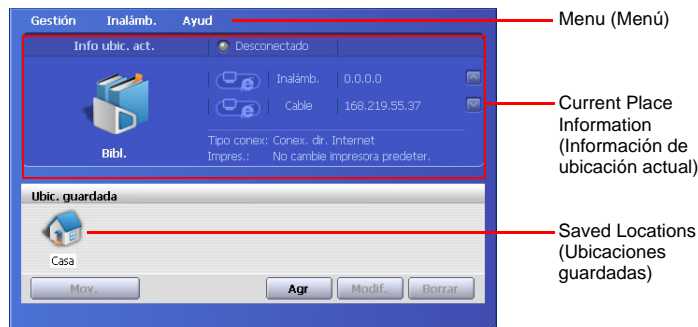 Gestión Inalámb. Ayud
Menu (Menú)
Info ubic. act. Desconectado
Inalámb. 0.0.0.0
Cable 168.219.55.37
Current Place
Information
(Información de
ubicación actual)
Tipo conex: Conex. dir. Internet
Bibl.
Impres.: No cambie impresora predeter.
Ubic. guardada
Saved Locations
(Ubicaciones
guardadas)
Casa
Mov. Agr Modif. Borrar